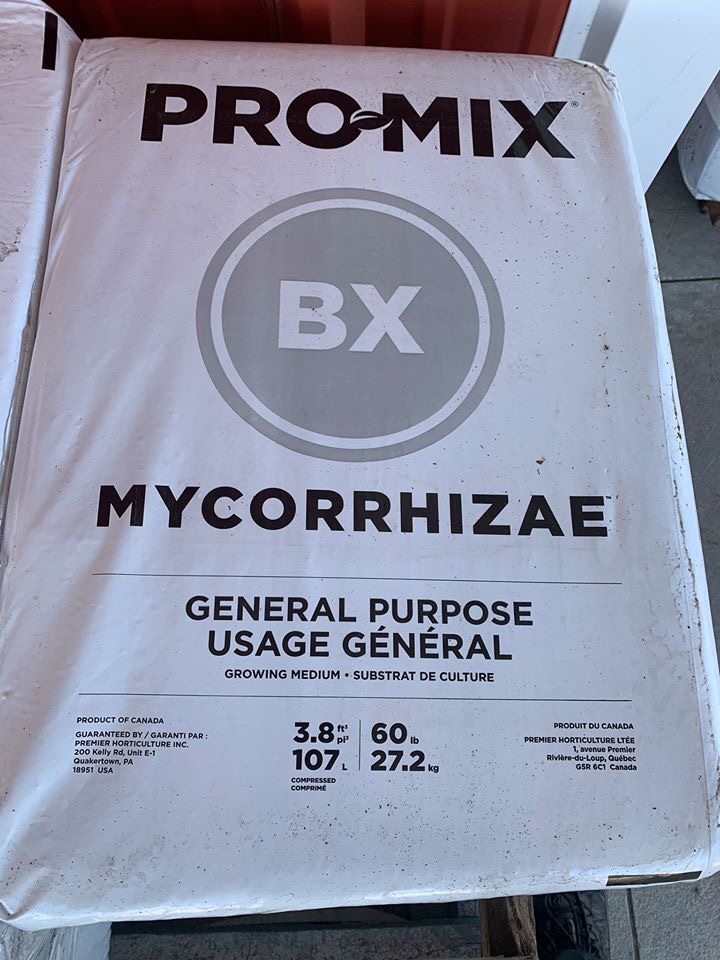 PRO-MIX®
BX
MYCORRHIZAE™
GENERAL PURPOSE
USAGE GÉNÉRAL
GROWING MEDIUM • SUBSTRAT DE CULTURE
PRODUCT OF CANADA
GUARANTEED BY / GARANTI PAR :
PREMIER HORTICULTURE INC.
200 Kelly Rd, Unit E-1
Quakertown, PA
18951 USA
3.8 ft³ pi³
107 L
COMPRESSED
COMPRIMÉ
60 lb
27.2 kg
PRODUIT DU CANADA
PREMIER HORTICULTURE LTÉE
1, avenue Premier
Rivière-du-Loup, Québec
G5R 6C1 Canada